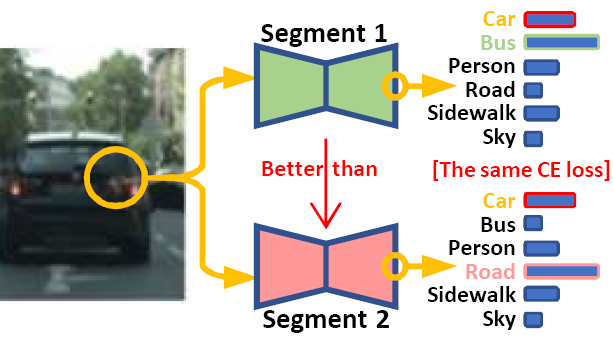 Segment 1
Car
Bus
Person
Road
Sidewalk
Sky
Better than
[The same CE loss]
Car
Bus
Person
Road
Sidewalk
Sky
Segment 2